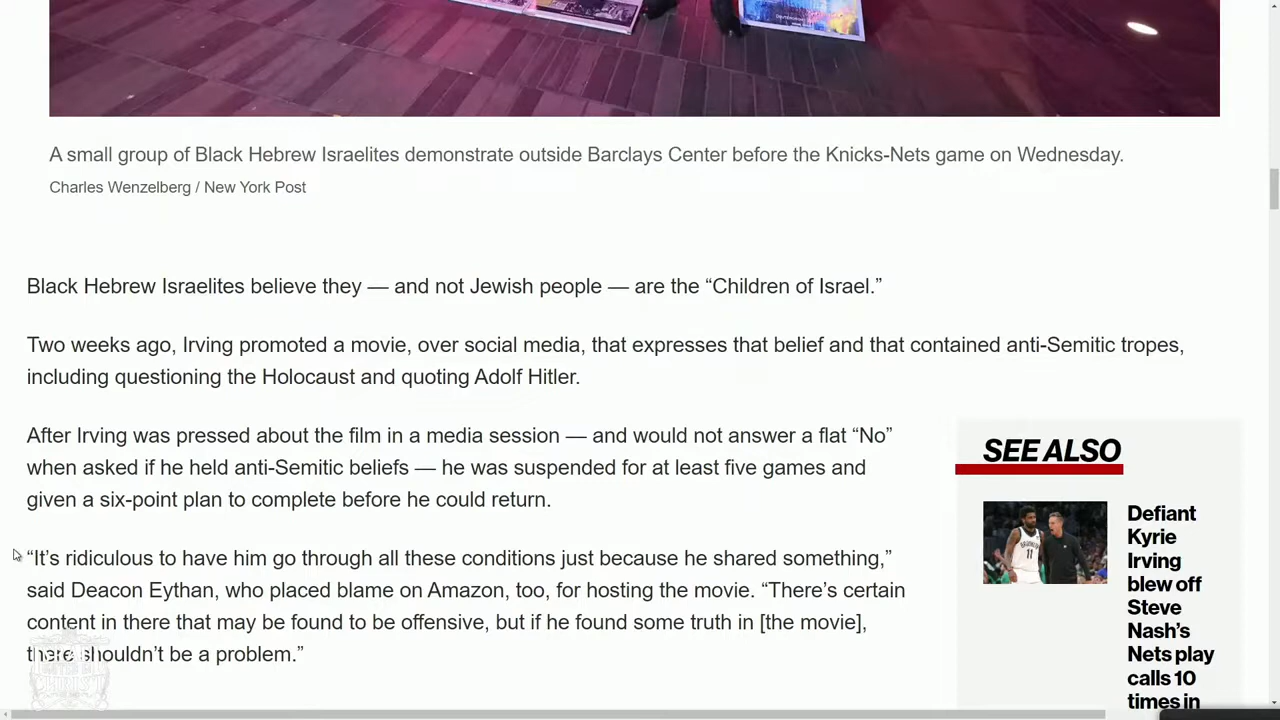 A small group of Black Hebrew Israelites demonstrate outside Barclays Center before the Knicks-Nets game on Wednesday.
Charles Wenzelberg / New York Post
Black Hebrew Israelites believe they — and not Jewish people — are the “Children of Israel.”
Two weeks ago, Irving promoted a movie, over social media, that expresses that belief and that contained anti-Semitic tropes,
including questioning the Holocaust and quoting Adolf Hitler.
After Irving was pressed about the film in a media session — and would not answer a flat “No”
when asked if he held anti-Semitic beliefs — he was suspended for at least five games and
given a six-point plan to complete before he could return.
“It’s ridiculous to have him go through all these conditions just because he shared something,”
said Deacon Eythan, who placed blame on Amazon, too, for hosting the movie. “There’s certain
content in there that may be found to be offensive, but if he found some truth in [the movie],
there shouldn’t be a problem.”
SEE ALSO
BROOKLYN
11
Defiant
Kyrie
Irving
blew off
Steve
Nash’s
Nets play
calls 10
times in
CHRIST